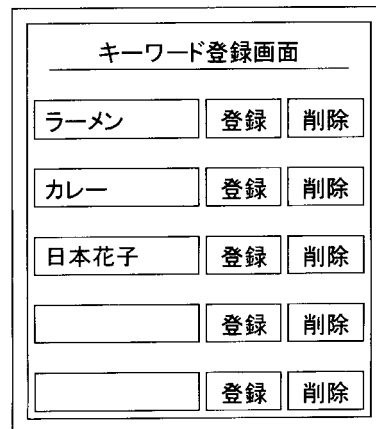 キーワード登録画面
ラーメン 登録 削除
カレー 登録 削除
日本花子 登録 削除
登録 削除
登録 削除